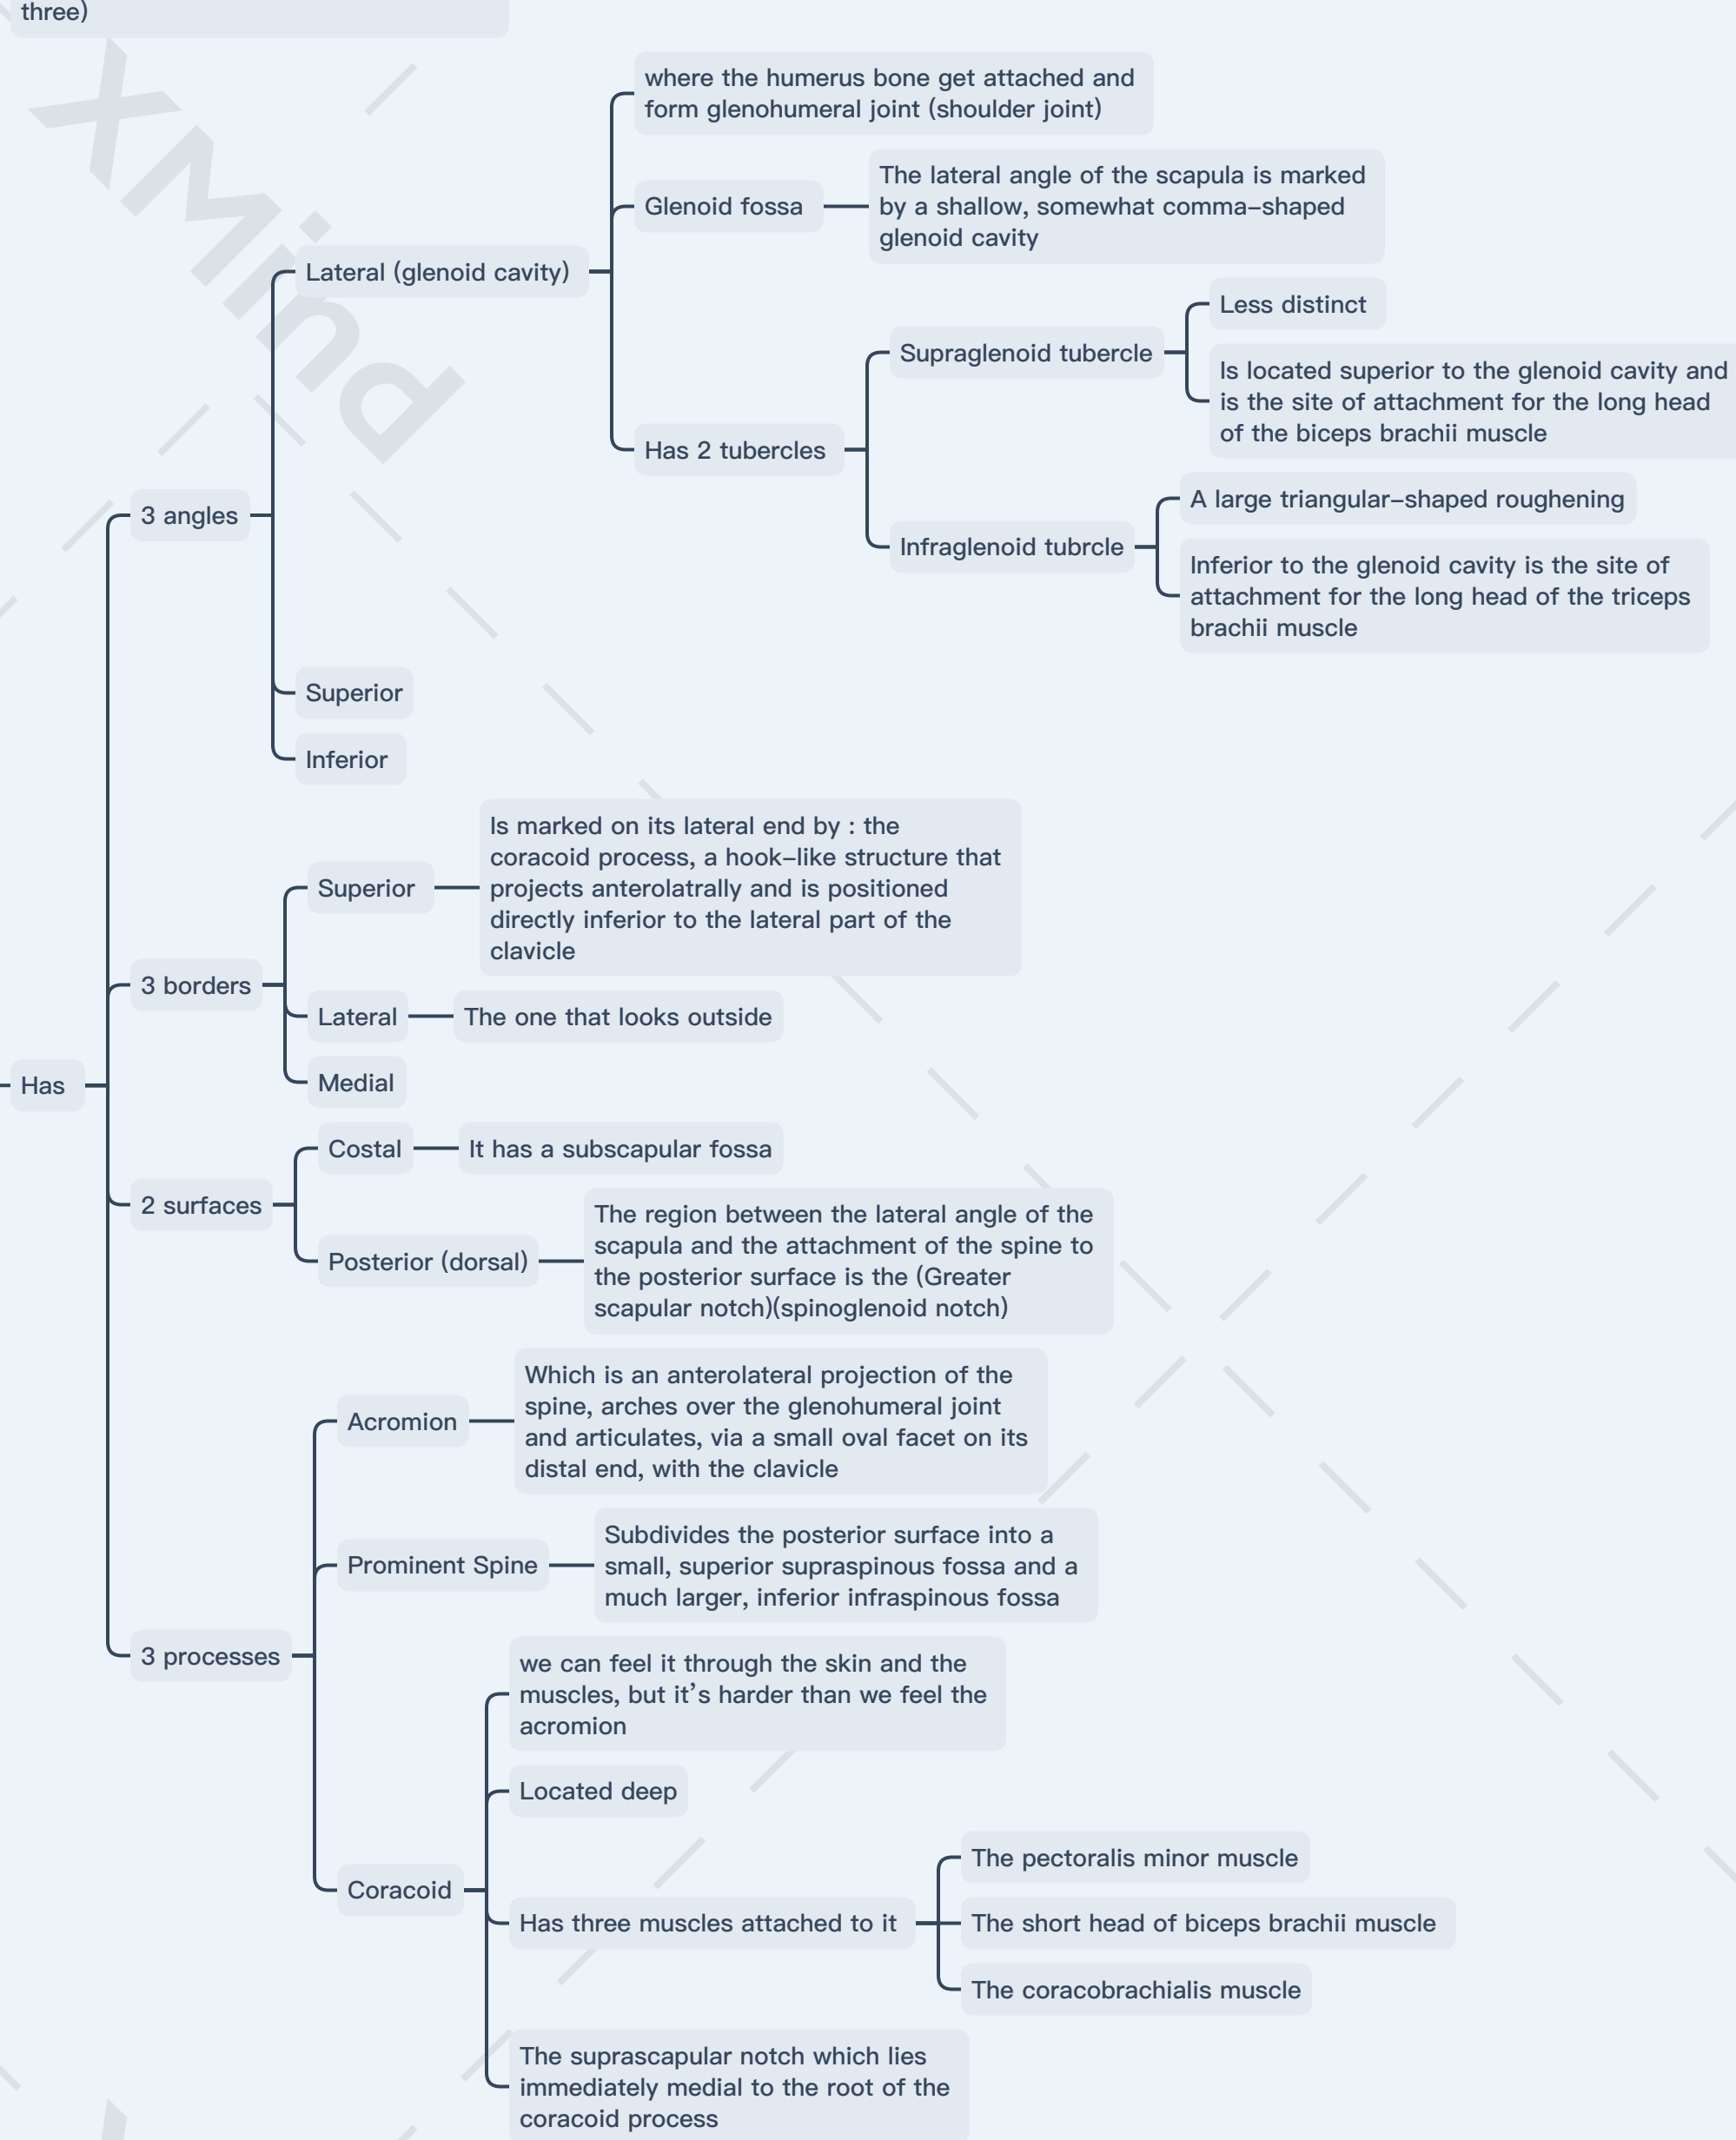 three)
XMind
where the humerus bone get attached and
form glenohumeral joint (shoulder joint)
Glenoid fossa
The lateral angle of the scapula is marked
by a shallow, somewhat comma-shaped
glenoid cavity
Lateral (glenoid cavity)
Less distinct
Supraglenoid tubercle
Is located superior to the glenoid cavity and
is the site of attachment for the long head
of the biceps brachii muscle
Has 2 tubercles
A large triangular-shaped roughening
Infraglenoid tubrcle
Inferior to the glenoid cavity is the site of
attachment for the long head of the triceps
brachii muscle
3 angles
Superior
Inferior
Is marked on its lateral end by : the
coracoid process, a hook-like structure that
projects anterolatrally and is positioned
directly inferior to the lateral part of the
clavicle
Superior
3 borders
Lateral
The one that looks outside
Medial
Has
Costal
It has a subscapular fossa
2 surfaces
Posterior (dorsal)
The region between the lateral angle of the
scapula and the attachment of the spine to
the posterior surface is the (Greater
scapular notch)(spinoglenoid notch)
Acromion
Which is an anterolateral projection of the
spine, arches over the glenohumeral joint
and articulates, via a small oval facet on its
distal end, with the clavicle
Prominent Spine
Subdivides the posterior surface into a
small, superior supraspinous fossa and a
much larger, inferior infraspinous fossa
3 processes
we can feel it through the skin and the
muscles, but it’s harder than we feel the
acromion
Located deep
Coracoid
Has three muscles attached to it
The pectoralis minor muscle
The short head of biceps brachii muscle
The coracobrachialis muscle
The suprascapular notch which lies
immediately medial to the root of the
coracoid process